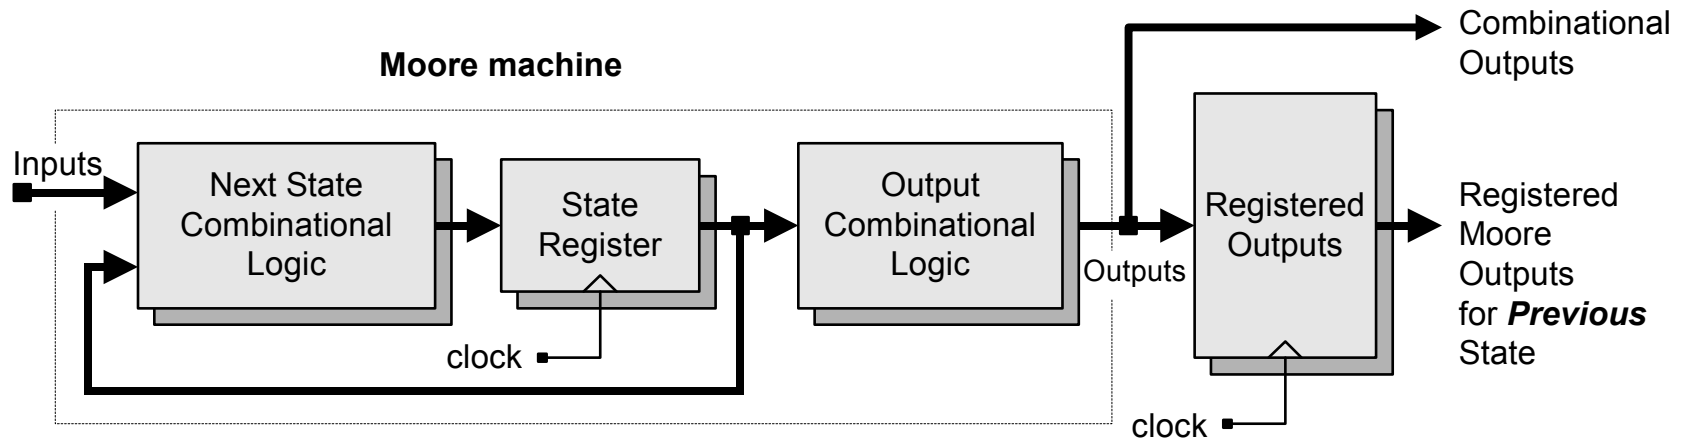 Moore machine
Inputs
Next State
Combinational
Logic
State
Register
clock
Output
Combinational
Logic
Outputs
Registered
Outputs
clock
Combinational
Outputs
Registered
Moore
Outputs
for Previous
State